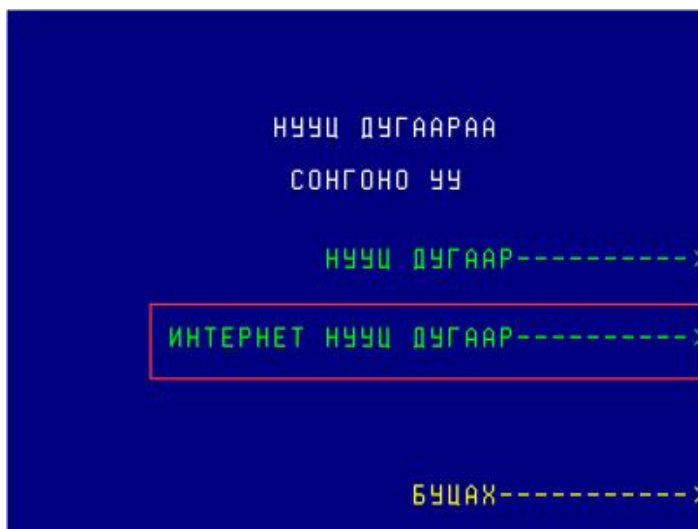 НУУЦ ДУГААРАА
СОНГОНО УУ
НУУЦ ДУГААР---------->
ИНТЕРНЕТ НУУЦ ДУГААР---------->
БУЦАХ----------->